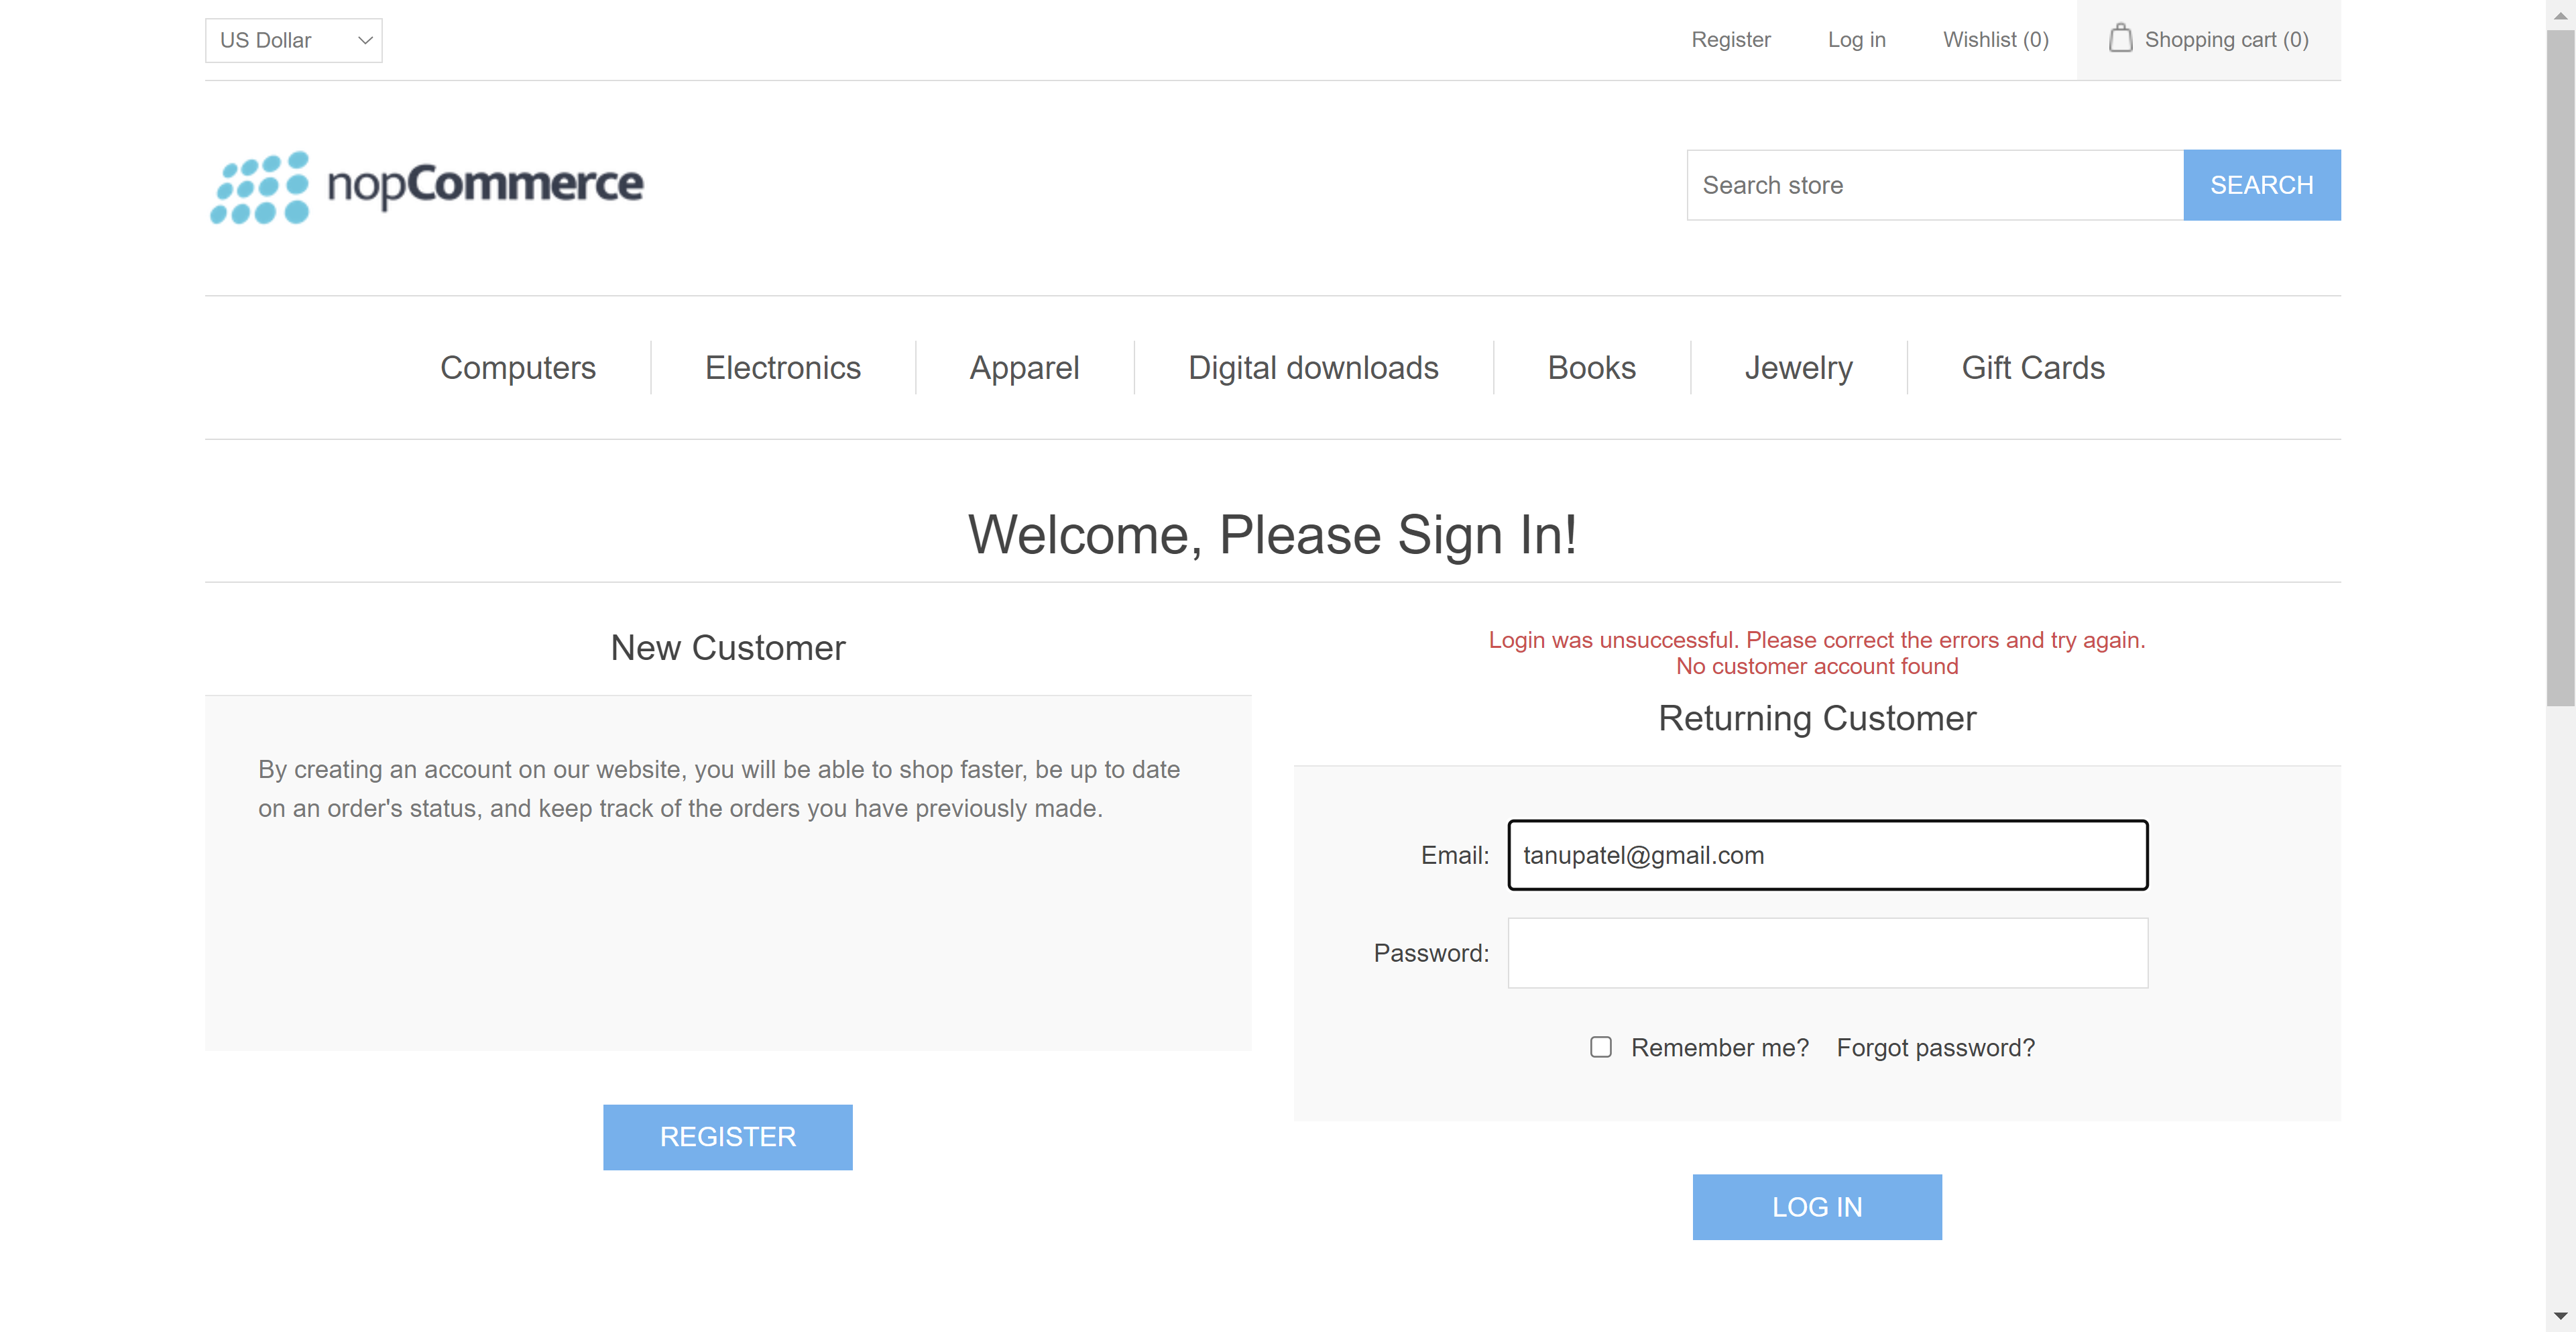 US Dollar
Register
Log in
Wishlist (0)
Shopping cart (0)
nopCommerce
Search store
SEARCH
Computers
Electronics
Apparel
Digital downloads
Books
Jewelry
Gift Cards
Welcome, Please Sign In!
New Customer
By creating an account on our website, you will be able to shop faster, be up to date
on an order's status, and keep track of the orders you have previously made.
REGISTER
Login was unsuccessful. Please correct the errors and try again.
No customer account found
Returning Customer
Email:
tanupatel@gmail.com
Password:
Remember me?
Forgot password?
LOG IN